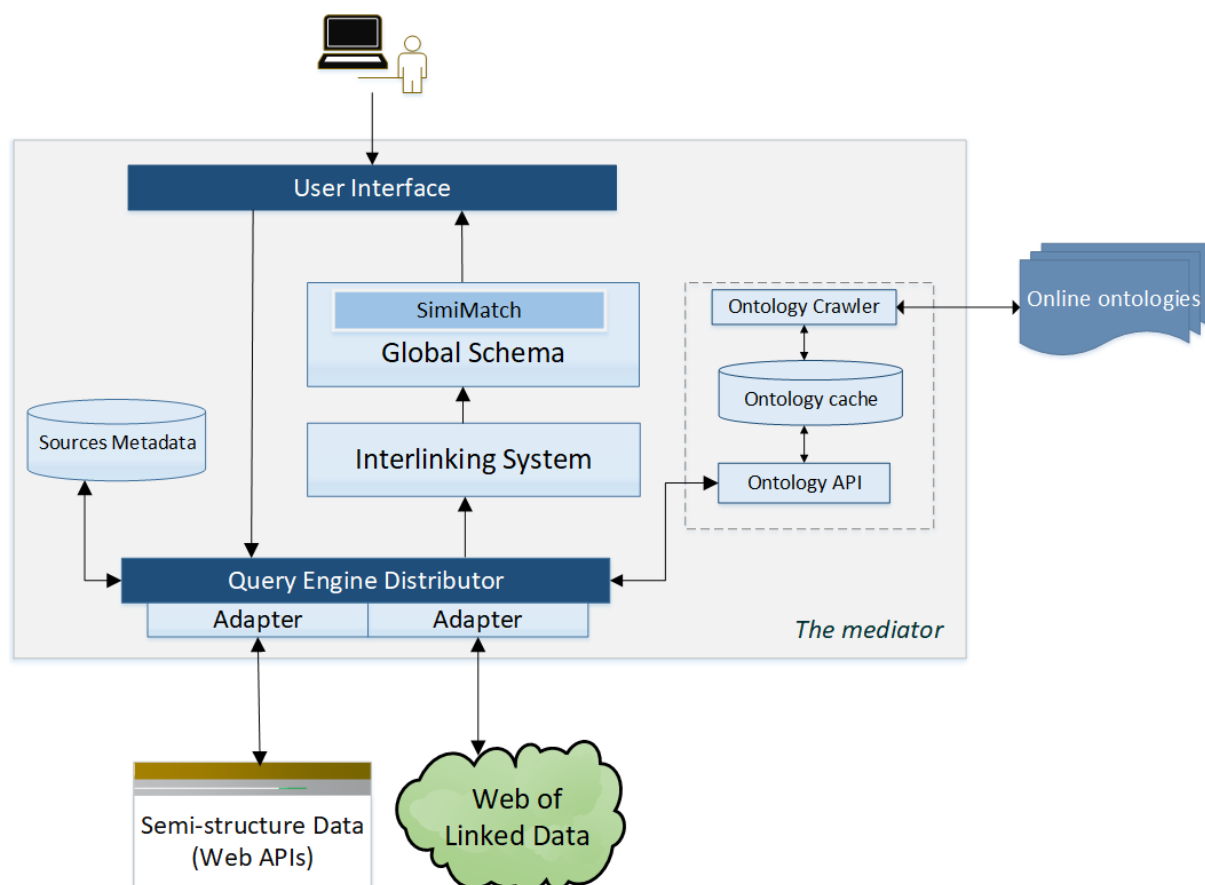 User Interface
SimiMatch
Global Schema
Ontology Crawler
Online ontologies
Ontology cache
Sources Metadata
Interlinking System
Ontology API
Query Engine Distributor
Adapter
Adapter
The mediator
Semi-structure Data
(Web APIs)
Web of
Linked Data